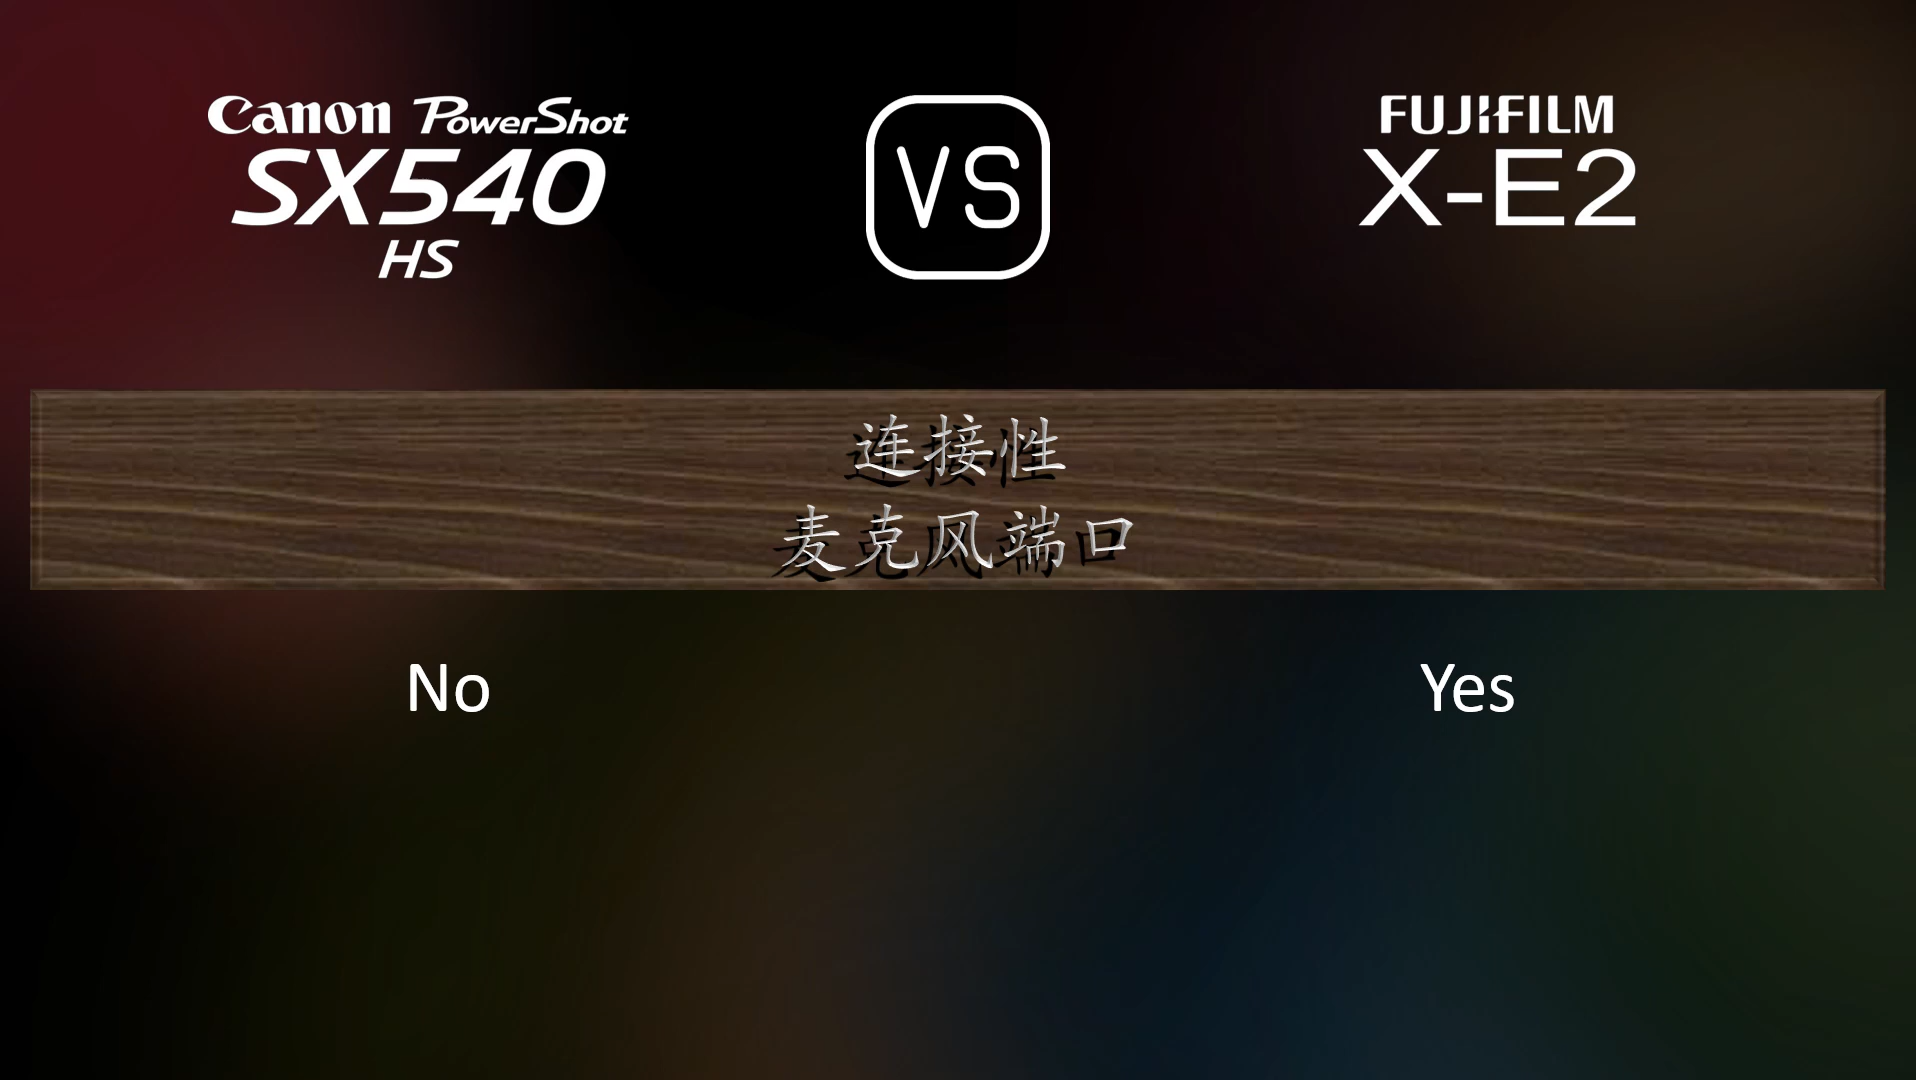 Canon PowerShot
SX540
HS
VS
FUJIFILM
X-E2
连接性
麦克风端口
No
Yes